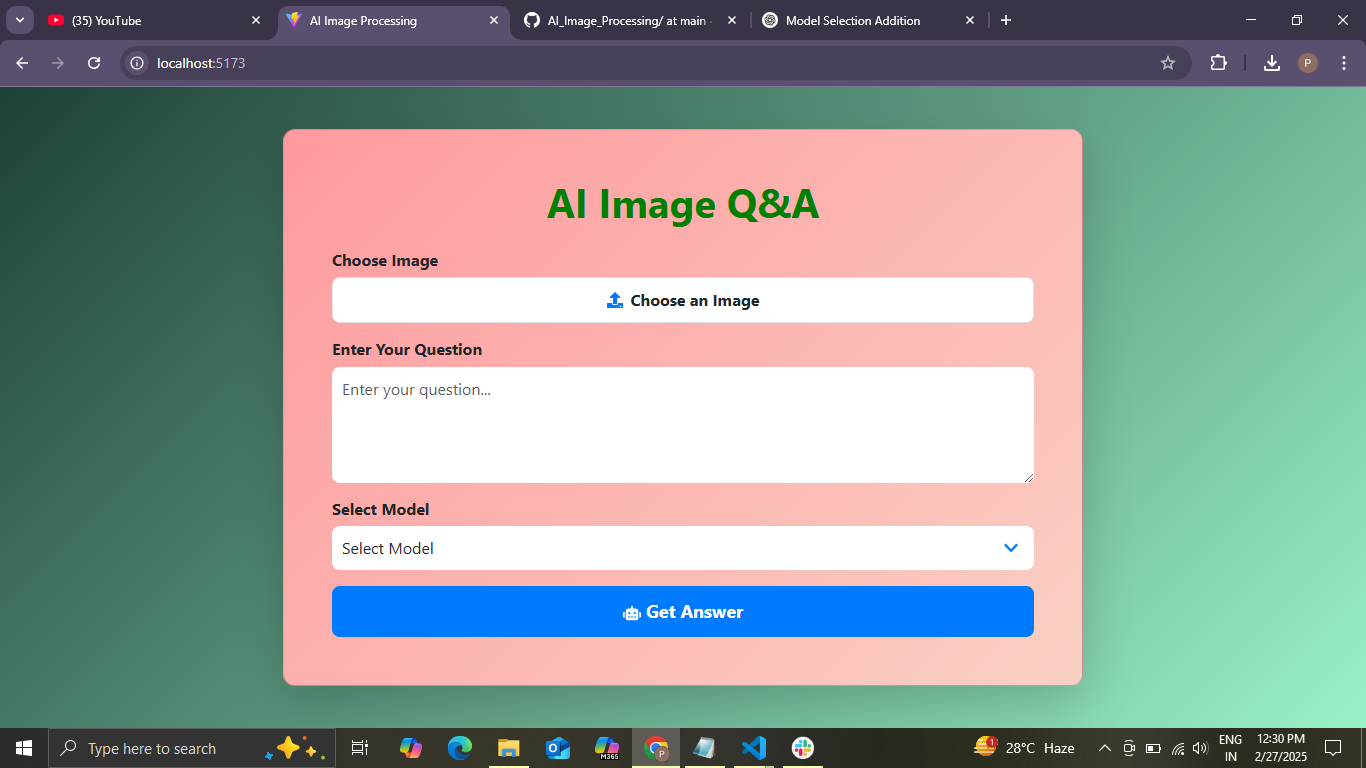 (35) YouTube
AI Image Processing
AI_Image_Processing/ at main
Model Selection Addition
localhost:5173
P
AI Image Q&A
Choose Image
Choose an Image
Enter Your Question
Enter your question...
Select Model
Select Model
Get Answer
Type here to search
M365
P
1
28°C Haze
ENG
IN
12:30 PM
2/27/2025